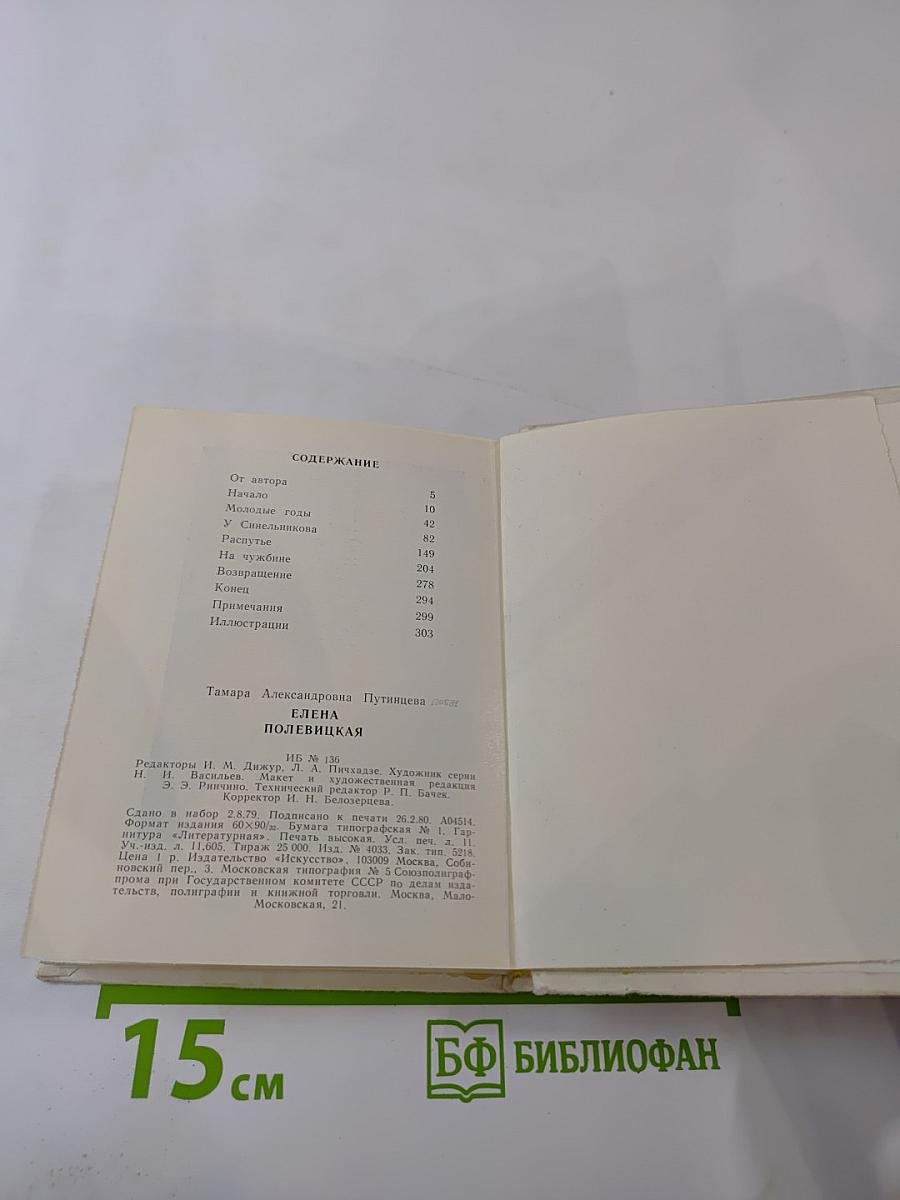 СОДЕРЖАНИЕ
От автора 5
Начало 10
Молодые годы 42
У Синельникова 82
Распутье 149
На чужбине 204
Возвращение 278
Конец 294
Примечания 299
Иллюстрации 303
Тамара Александровна Путинцева
ЕЛЕНА
ПОЛЕВИЦКАЯ
ИБ № 136
Редакторы И. М. Дижур, Л. А. Пичхадзе. Художник серии
Н. И. Васильев. Макет и художественная редакция
Э. Э. Ринчино. Технический редактор Р. П. Бачек.
Корректор И. Н. Белозерцева.
Сдано в набор 2.8.79. Подписано к печати 26.2.80. А04514.
Формат издания 60×90/32. Бумага типографская № 1. Гар-
нитура «Литературная». Печать высокая. Усл. печ. л. 11.
Уч.-изд. л. 11,605. Тираж 25 000. Изд. № 4033. Зак. тип. 5218.
Цена 1 р. Издательство «Искусство», 103009 Москва, Соби-
новский пер., 3. Московская типография № 5 Союзполиграф-
прома при Государственном комитете СССР по делам изда-
тельств, полиграфии и книжной торговли. Москва, Мало-
Московская, 21.
15 см
БФ БИБЛИОФАН